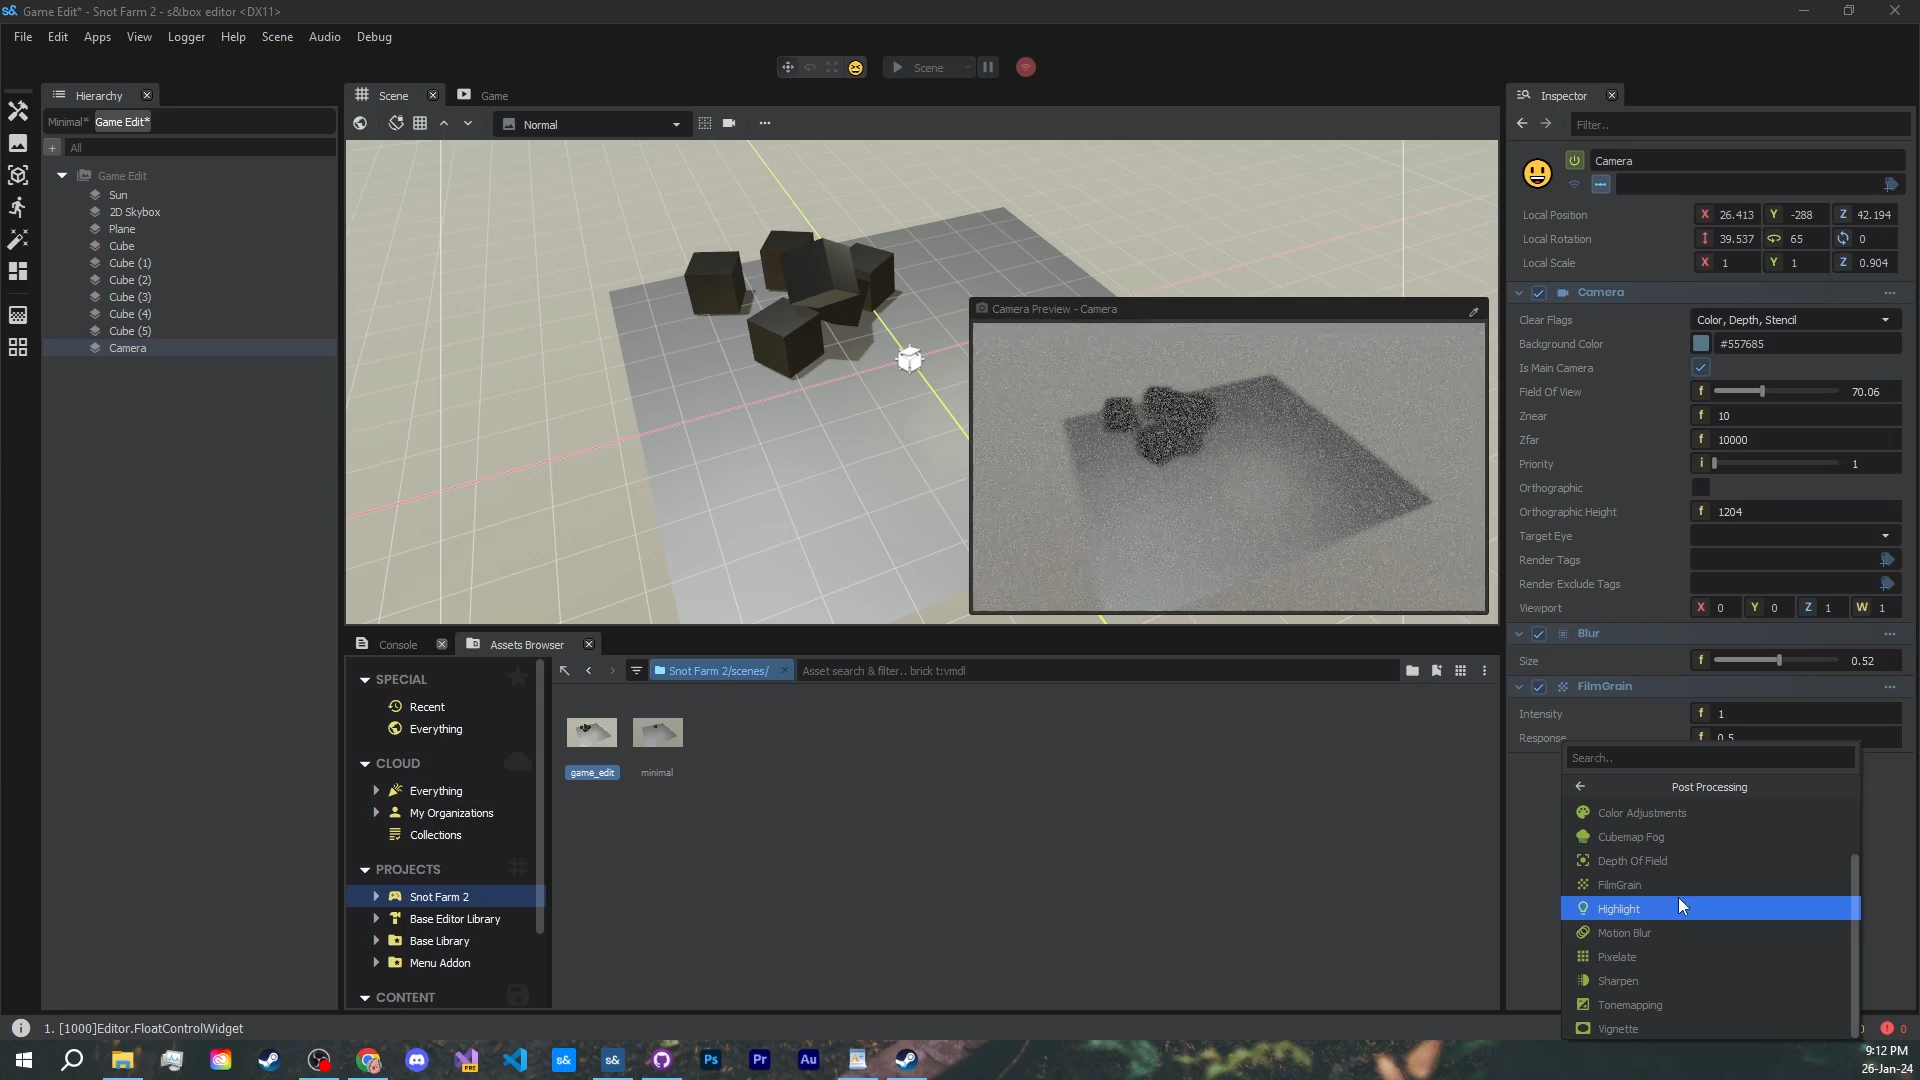 s& Game Edit* - Snot Farm 2 - s&box editor <DX11>
File Edit Apps View Logger Help Scene Audio Debug
Scene
Hierarchy
Minimal* Game Edit*
All
Game Edit
Sun
2D Skybox
Plane
Cube
Cube (1)
Cube (2)
Cube (3)
Cube (4)
Cube (5)
Camera
Scene Game
Normal
Camera Preview - Camera
Console Assets Browser
SPECIAL
Recent
Everything
CLOUD
Everything
My Organizations
Collections
PROJECTS
Snot Farm 2
Base Editor Library
Base Library
Menu Addon
CONTENT
Snot Farm 2/scenes/ Asset search & filter.. brick t:vmdl
game_edit minimal
Inspector
Filter..
Camera
Local Position X 26.413 Y -288 Z 42.194
Local Rotation 39.537 65 0
Local Scale X 1 Y 1 Z 0.904
Camera
Clear Flags Color, Depth, Stencil
Background Color #557685
Is Main Camera
Field Of View f 70.06
Znear f 10
Zfar f 10000
Priority i 1
Orthographic
Orthographic Height f 1204
Target Eye
Render Tags
Render Exclude Tags
Viewport X 0 Y 0 Z 1 W 1
Blur
Size f 0.52
FilmGrain
Intensity f 1
Response f 0.5
Search..
Post Processing
Color Adjustments
Cubemap Fog
Depth Of Field
FilmGrain
Highlight
Motion Blur
Pixelate
Sharpen
Tonemapping
Vignette
1. [1000]Editor.FloatControlWidget
0 0
PRE s& s& Ps Pr Au
9:12 PM
26-Jan-24